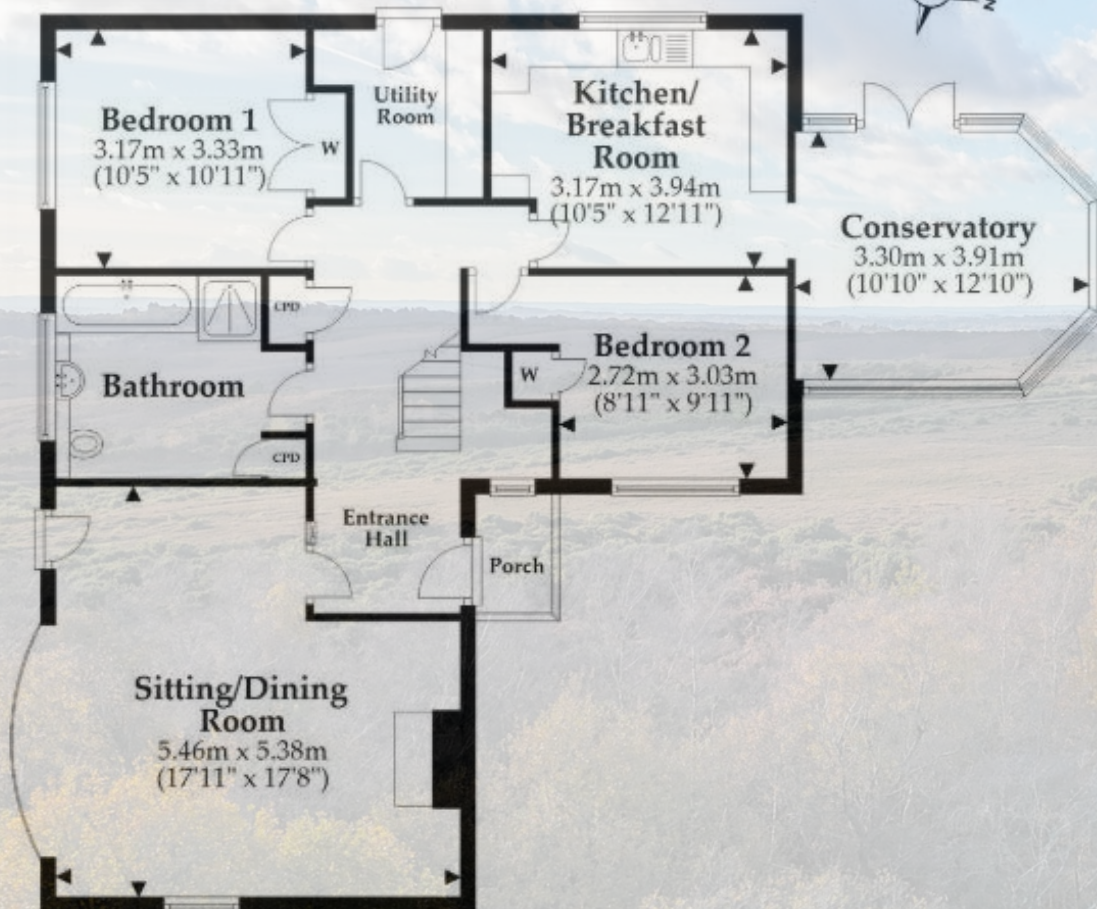 N
Bedroom 1
3.17m x 3.33m
(10'5" x 10'11")
W
Utility
Room
Kitchen/
Breakfast
Room
3.17m x 3.94m
(10'5" x 12'11")
Conservatory
3.30m x 3.91m
(10'10" x 12'10")
CPD
Bathroom
CPD
Bedroom 2
2.72m x 3.03m
(8'11" x 9'11")
W
Entrance
Hall
Porch
Sitting/Dining
Room
5.46m x 5.38m
(17'11" x 17'8")